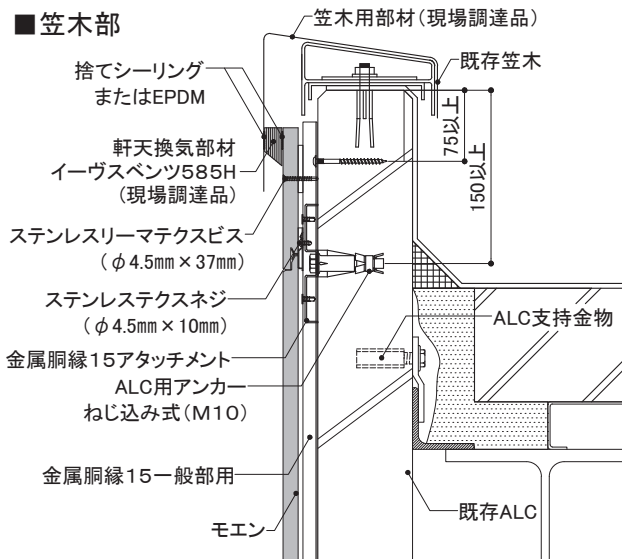 ■笠木部
笠木用部材(現場調達品)
既存笠木
捨てシーリング
またはEPDM
軒天換気部材
イーヴスベンツ585H
(現場調達品)
75以上
150以上
ステンレスリーマテクスビス
(φ4.5mm×37mm)
ステンレステクスネジ
(φ4.5mm×10mm)
ALC支持金物
金属胴縁15アタッチメント
ALC用アンカー
ねじ込み式(M10)
金属胴縁15一般部用
モエン
既存ALC